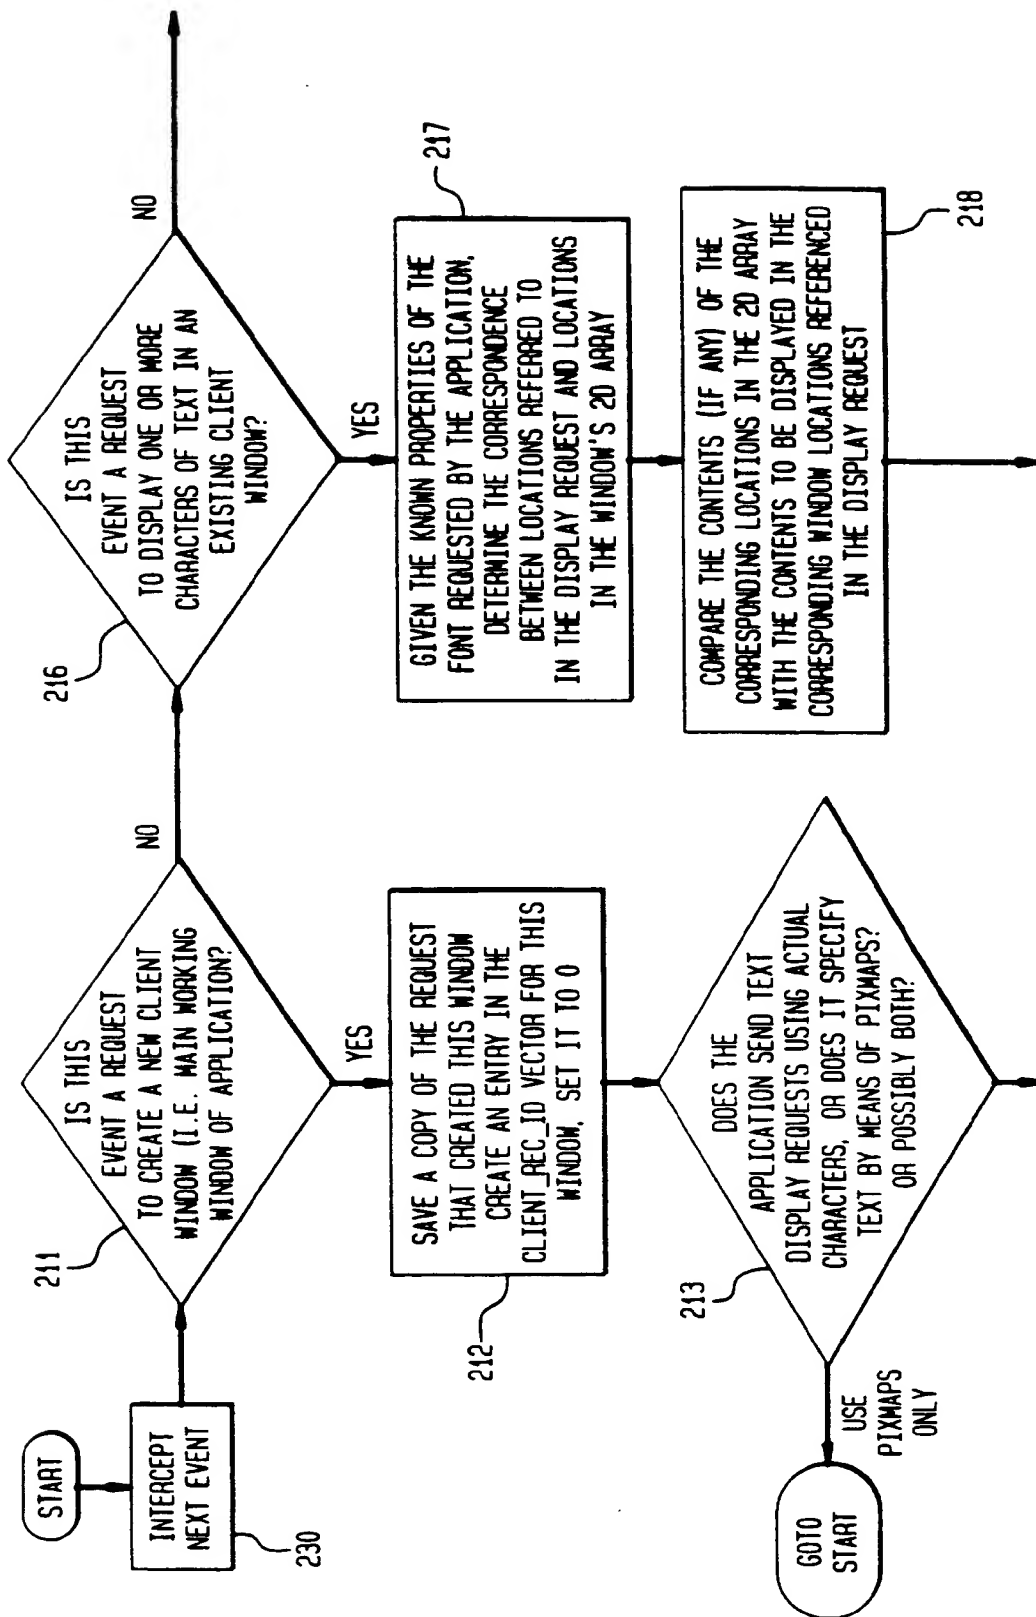 START
INTERCEPT
NEXT EVENT
230
IS THIS
EVENT A REQUEST
TO CREATE A NEW CLIENT
WINDOW (I.E. MAIN WORKING
WINDOW OF APPLICATION?
211
NO
YES
SAVE A COPY OF THE REQUEST
THAT CREATED THIS WINDOW
CREATE AN ENTRY IN THE
CLIENT_REC_ID VECTOR FOR THIS
WINDOW, SET IT TO 0
212
DOES THE
APPLICATION SEND TEXT
DISPLAY REQUESTS USING ACTUAL
CHARACTERS, OR DOES IT SPECIFY
TEXT BY MEANS OF PIXMAPS?
OR POSSIBLY BOTH?
213
USE
PIXMAPS
ONLY
GOTO
START
IS THIS
EVENT A REQUEST
TO DISPLAY ONE OR MORE
CHARACTERS OF TEXT IN AN
EXISTING CLIENT
WINDOW?
216
NO
YES
GIVEN THE KNOWN PROPERTIES OF THE
FONT REQUESTED BY THE APPLICATION,
DETERMINE THE CORRESPONDENCE
BETWEEN LOCATIONS REFERRED TO
IN THE DISPLAY REQUEST AND LOCATIONS
IN THE WINDOW'S 2D ARRAY
217
COMPARE THE CONTENTS (IF ANY) OF THE
CORRESPONDING LOCATIONS IN THE 2D ARRAY
WITH THE CONTENTS TO BE DISPLAYED IN THE
CORRESPONDING WINDOW LOCATIONS REFERENCED
IN THE DISPLAY REQUEST
218